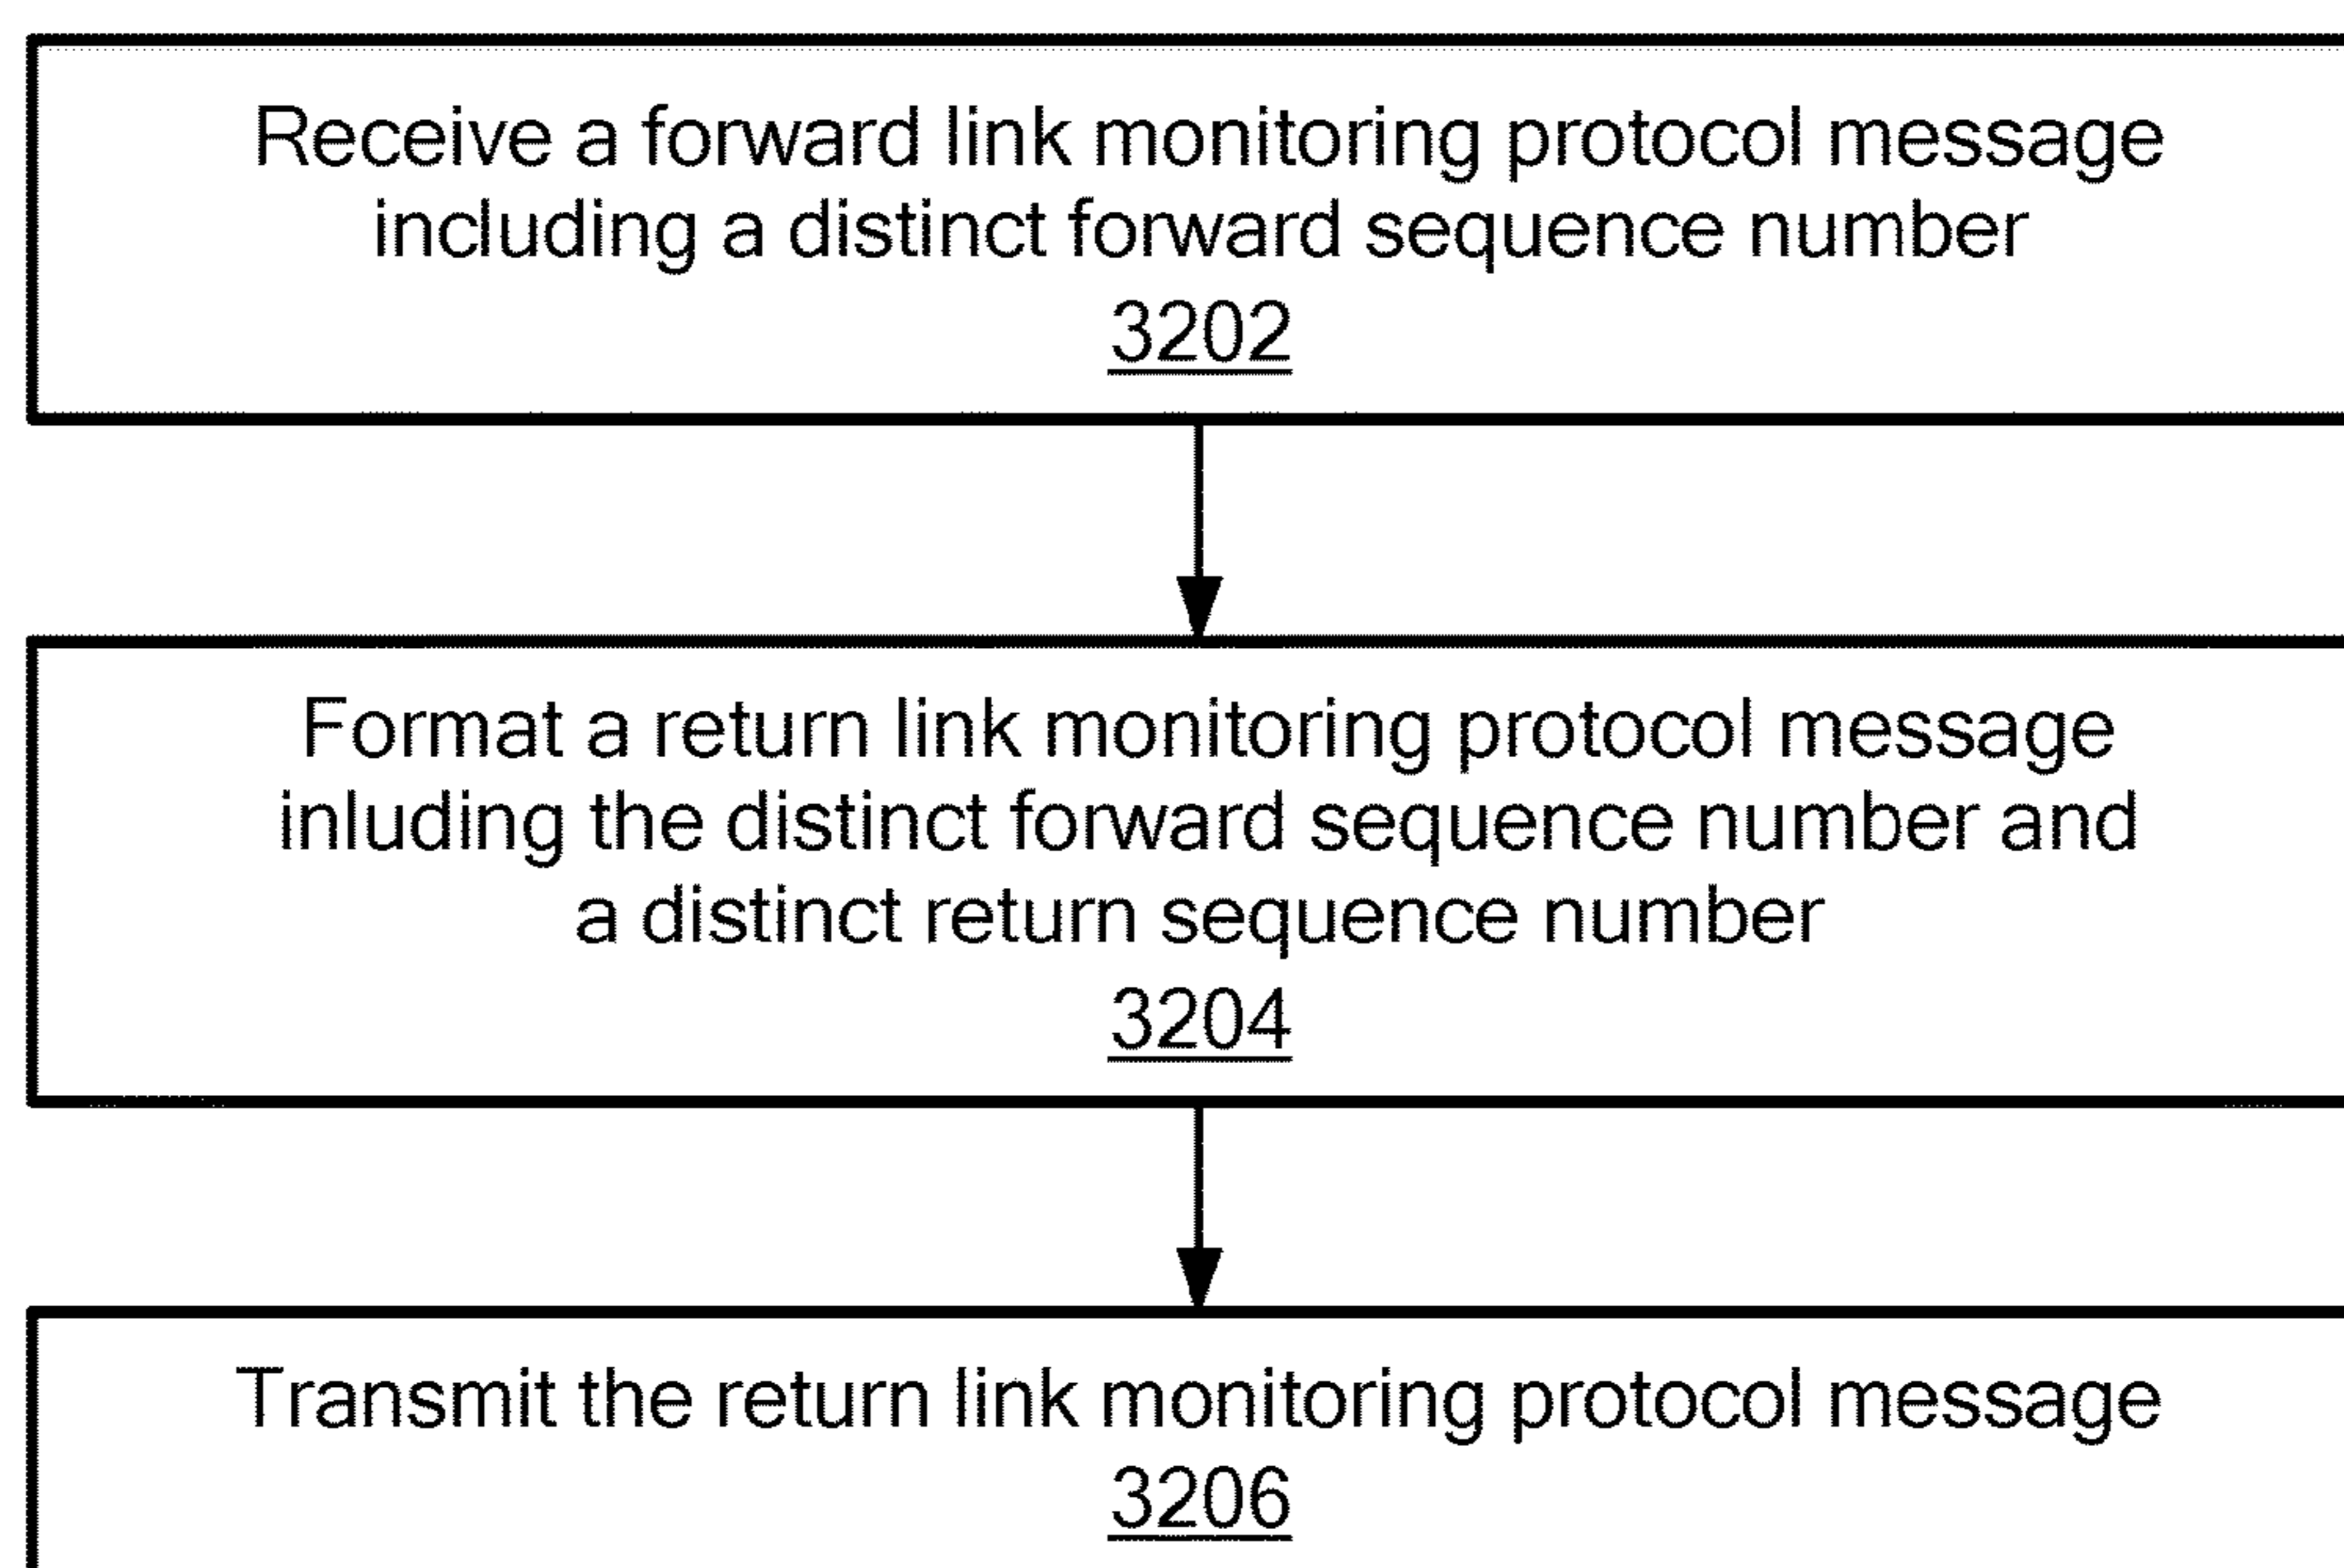 Receive a forward link monitoring protocol message
including a distinct forward sequence number
3202
Format a return link monitoring protocol message
inluding the distinct forward sequence number and
a distinct return sequence number
3204
Transmit the return link monitoring protocol message
3206